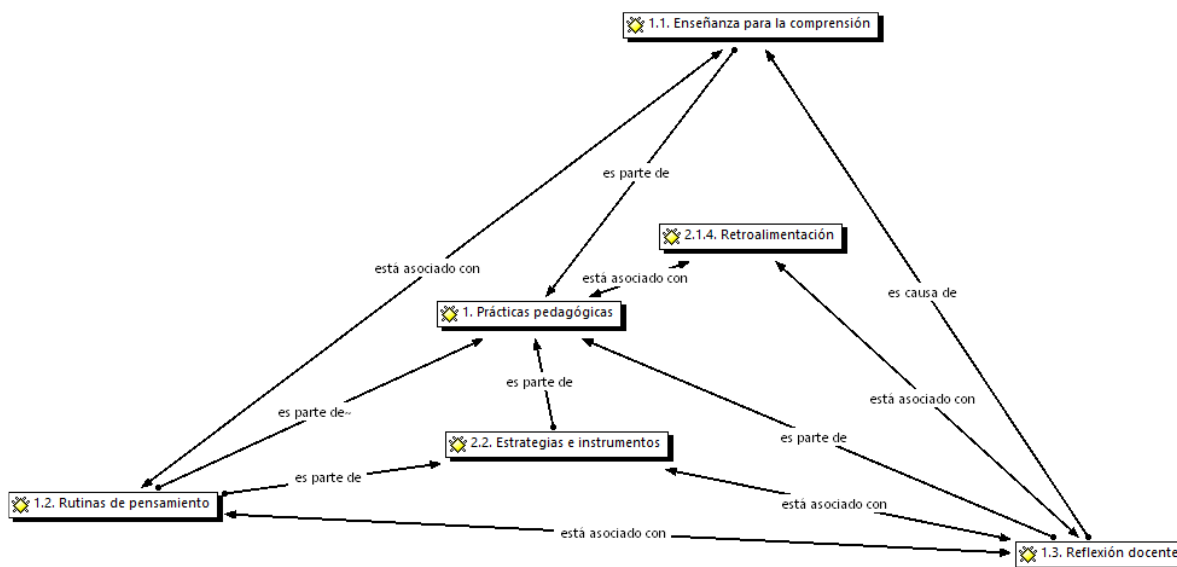 1.1. Enseñanza para la comprensión
es parte de
2.1.4. Retroalimentación
está asociado con
está asociado con
es causa de
1. Prácticas pedagógicas
es parte de
está asociado con
es parte de~
es parte de
2.2. Estrategias e instrumentos
es parte de
1.2. Rutinas de pensamiento
está asociado con
está asociado con
1.3. Reflexión docente